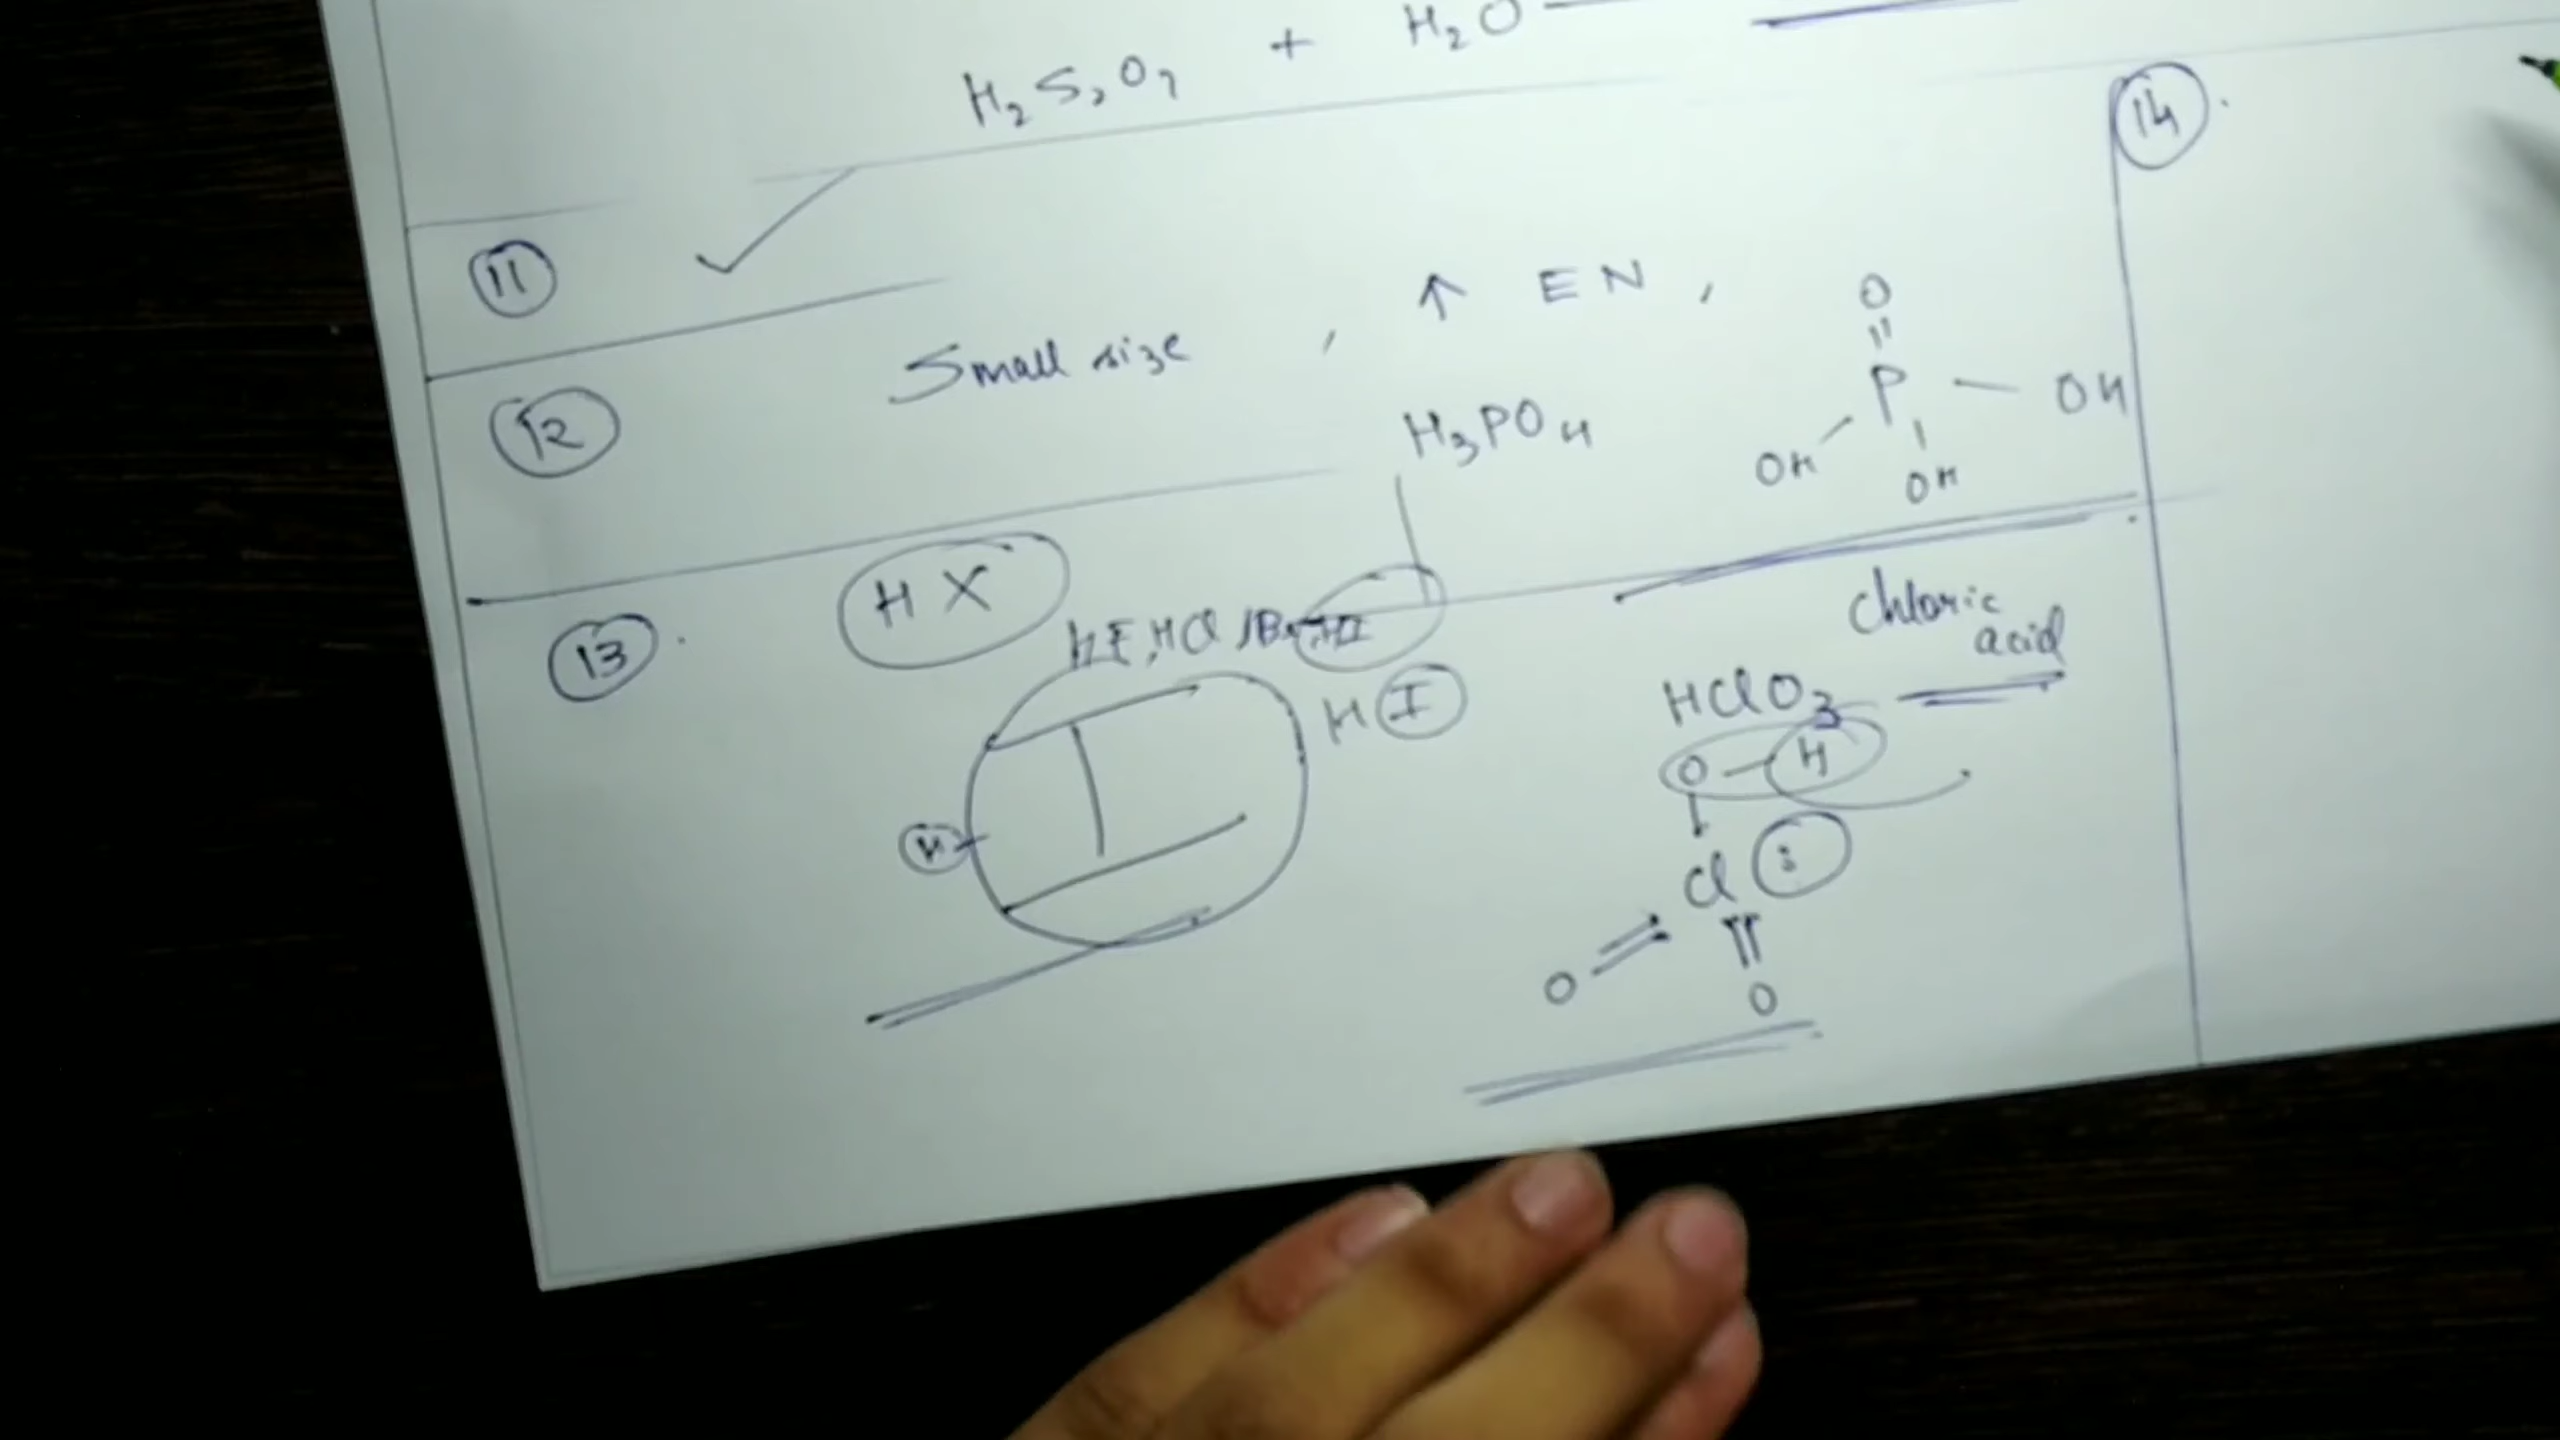 H2S2O7 + H2O
14.
11
12 Small size , ↑ EN ,
H3PO4
O
P OH
OH OH
13. HX
HF, HCl
HI
I
H
Chloric
acid
HClO3
O-H
Cl :
O O